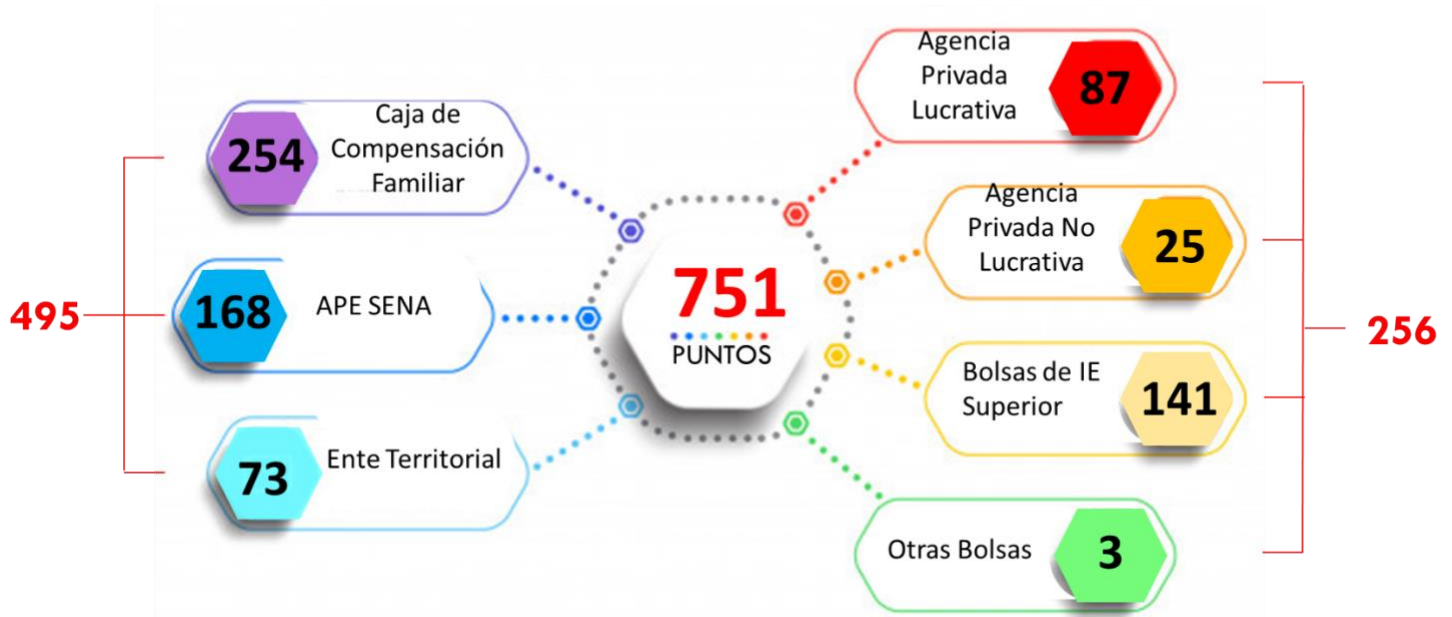 495
254
Caja de
Compensación
Familiar
168
APE SENA
73
Ente Territorial
751
PUNTOS
Agencia
Privada
Lucrativa
87
Agencia
Privada No
Lucrativa
25
Bolsas de IE
Superior
141
Otras Bolsas
3
256